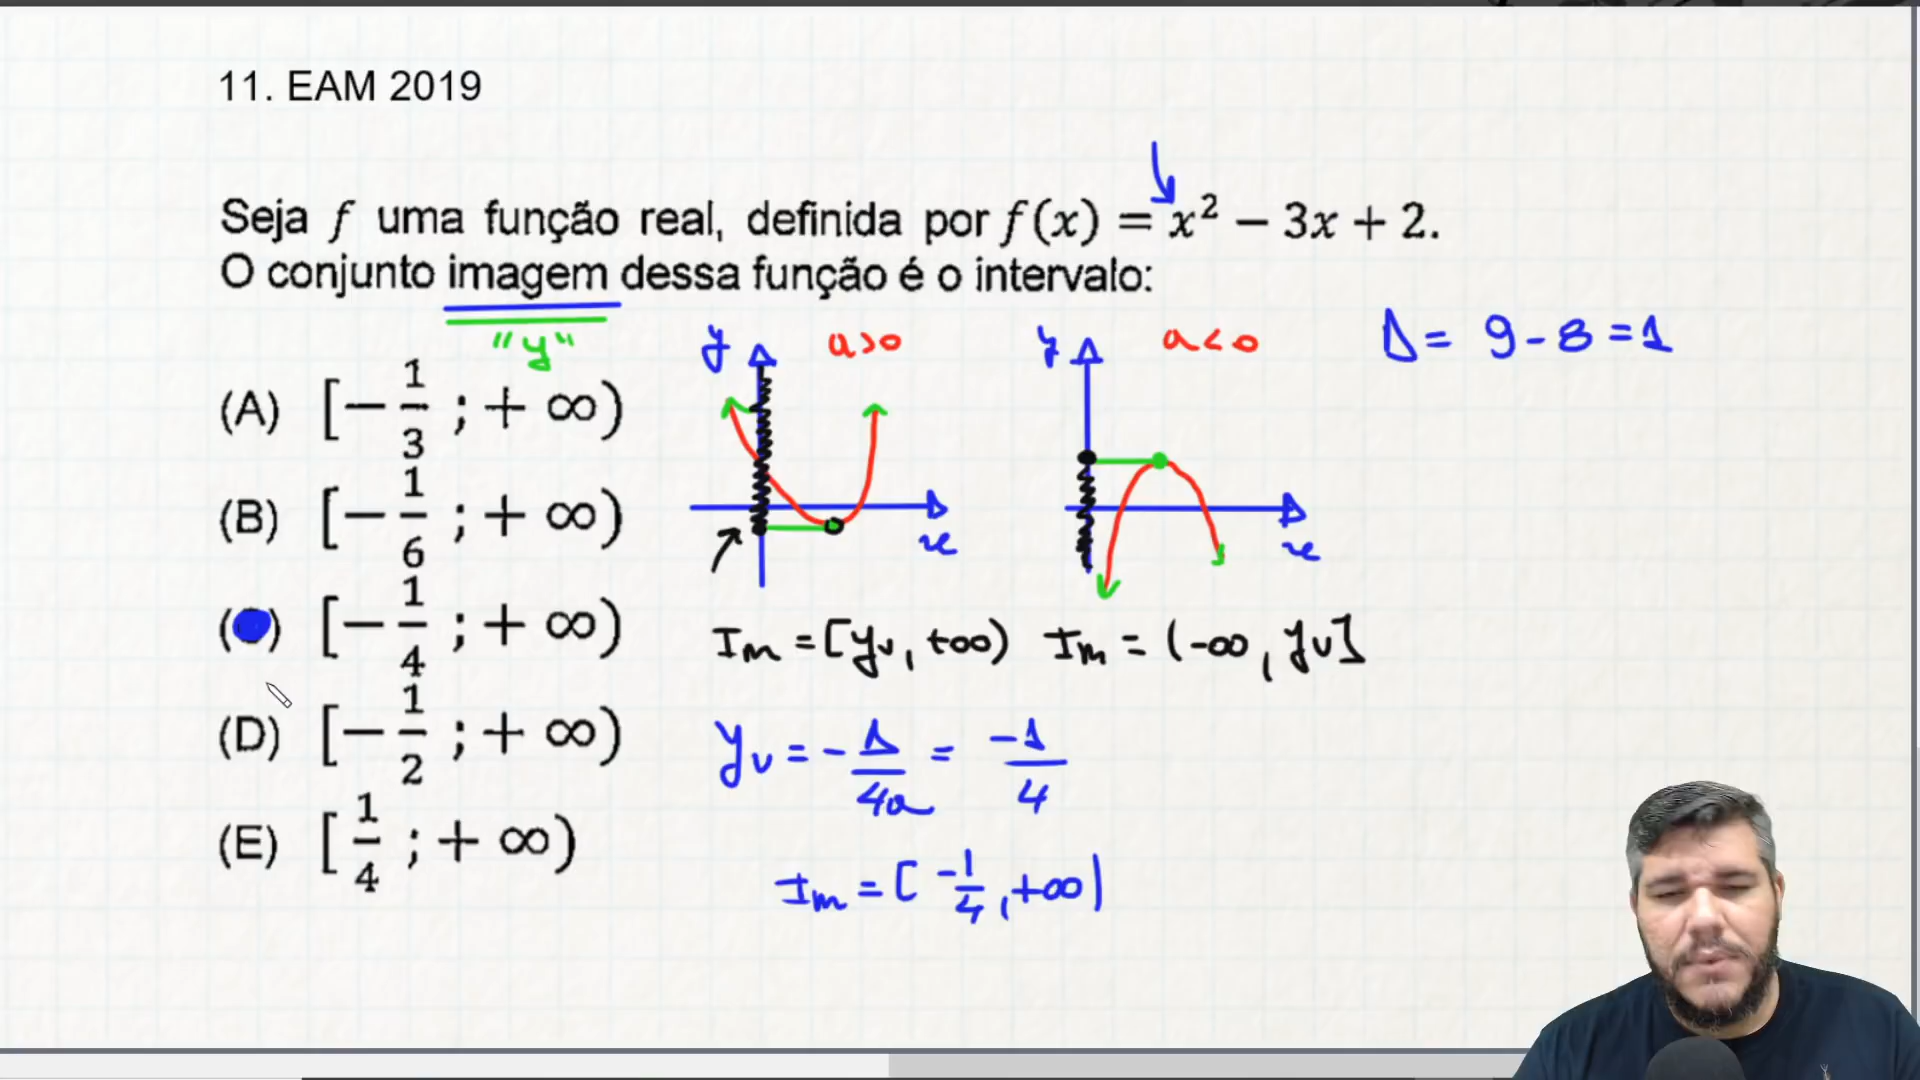 11. EAM 2019
Seja f uma função real, definida por f(x) = x² − 3x + 2.
O conjunto imagem dessa função é o intervalo:
"y"
(A) [−1/3 ; + ∞)
(B) [−1/6 ; + ∞)
( ) [−1/4 ; + ∞)
(D) [−1/2 ; + ∞)
(E) [1/4 ; + ∞)
y a>0
x
y a<0
x
Δ = 9 - 8 = 1
Im = [yv, +∞) Im = (-∞, yv]
yv = -Δ/4a = -1/4
Im = [-1/4, +∞)